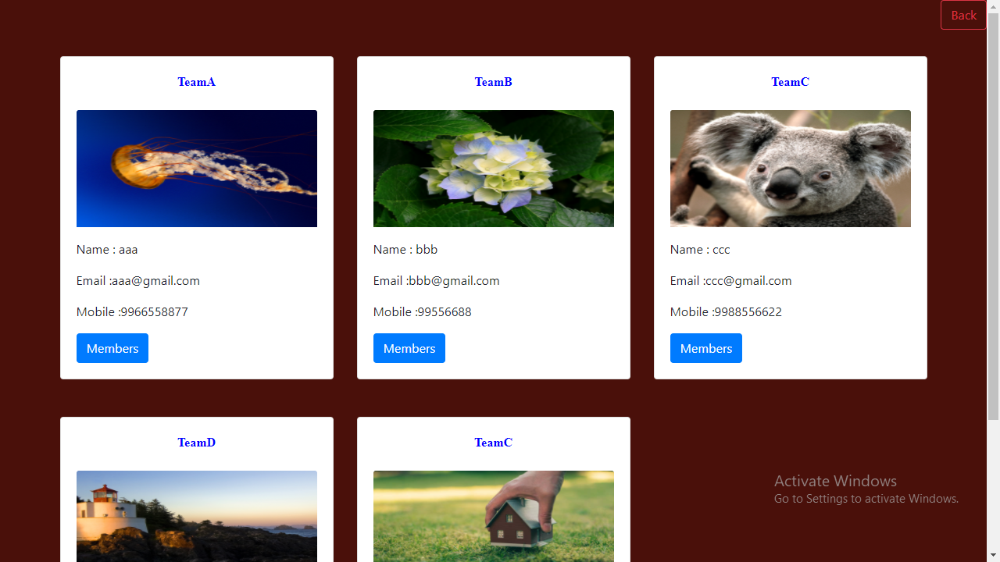 Back
TeamA
TeamB
TeamC
Name : aaa
Name : bbb
Name : ccc
Email :aaa@gmail.com
Email :bbb@gmail.com
Email :ccc@gmail.com
Mobile :9966558877
Mobile :99556688
Mobile :9988556622
Members
Members
Members
TeamD
TeamC
Activate Windows
Go to Settings to activate Windows.